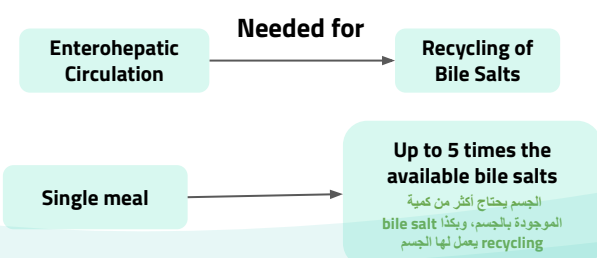 Needed for
Enterohepatic
Circulation
Recycling of
Bile Salts
Single meal
Up to 5 times the
available bile salts
الجسم يحتاج أكثر من كمية
الموجودة بالجسم، وبكذا bile salt
يعمل لها الجسم recycling